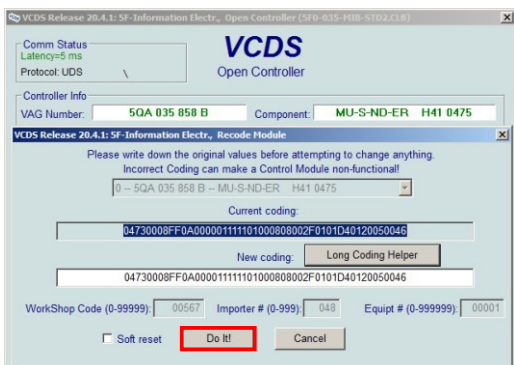 VCDS Release 20.4.1: 5F-Information Electr., Open Controller (5F0-035-MIB-STD2.CLB)
Comm Status
Latency=5 ms
Protocol: UDS \
VCDS
Open Controller
Controller Info
VAG Number: 5QA 035 858 B Component: MU-S-ND-ER H41 0475
VCDS Release 20.4.1: 5F-Information Electr., Recode Module
Please write down the original values before attempting to change anything.
Incorrect Coding can make a Control Module non-functional!
0 -- 5QA 035 858 B -- MU-S-ND-ER H41 0475
Current coding:
04730008FF0A00001111101000808002F0101D40120050046
New coding: Long Coding Helper
04730008FF0A00001111101000808002F0101D40120050046
WorkShop Code (0-99999): 00567 Importer # (0-999): 048 Equipt # (0-999999): 00001
Soft reset Do It! Cancel